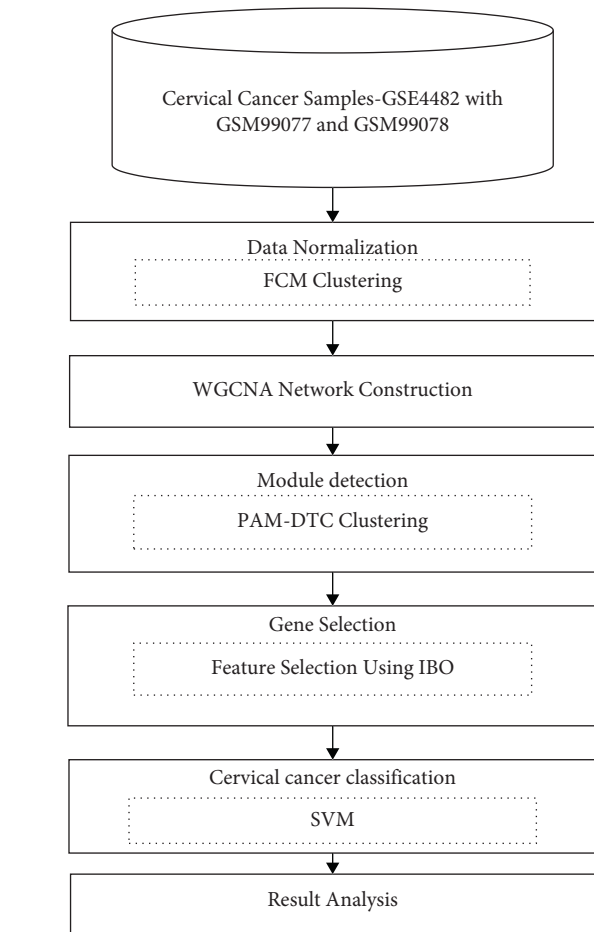 Cervical Cancer Samples-GSE4482 with
GSM99077 and GSM99078
Data Normalization
FCM Clustering
WGCNA Network Construction
Module detection
PAM-DTC Clustering
Gene Selection
Feature Selection Using IBO
Cervical cancer classification
SVM
Result Analysis